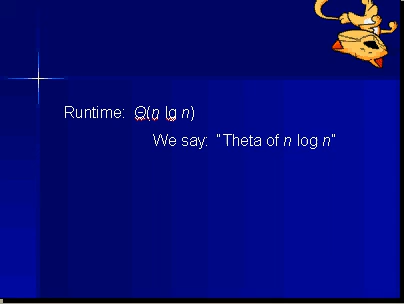 Runtime: Θ(n lg n)
We say: "Theta of n log n"